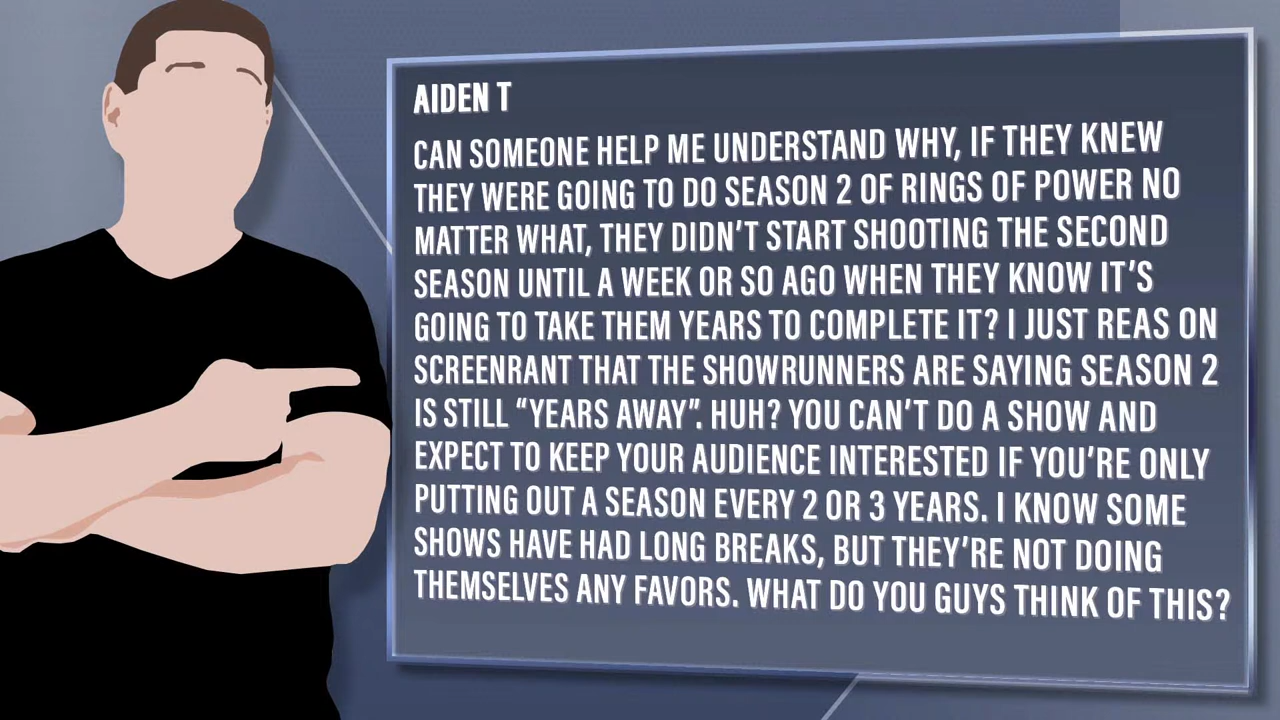 AIDEN T
CAN SOMEONE HELP ME UNDERSTAND WHY, IF THEY KNEW
THEY WERE GOING TO DO SEASON 2 OF RINGS OF POWER NO
MATTER WHAT, THEY DIDN'T START SHOOTING THE SECOND
SEASON UNTIL A WEEK OR SO AGO WHEN THEY KNOW IT'S
GOING TO TAKE THEM YEARS TO COMPLETE IT? I JUST REAS ON
SCREENRANT THAT THE SHOWRUNNERS ARE SAYING SEASON 2
IS STILL “YEARS AWAY”. HUH? YOU CAN'T DO A SHOW AND
EXPECT TO KEEP YOUR AUDIENCE INTERESTED IF YOU'RE ONLY
PUTTING OUT A SEASON EVERY 2 OR 3 YEARS. I KNOW SOME
SHOWS HAVE HAD LONG BREAKS, BUT THEY'RE NOT DOING
THEMSELVES ANY FAVORS. WHAT DO YOU GUYS THINK OF THIS?